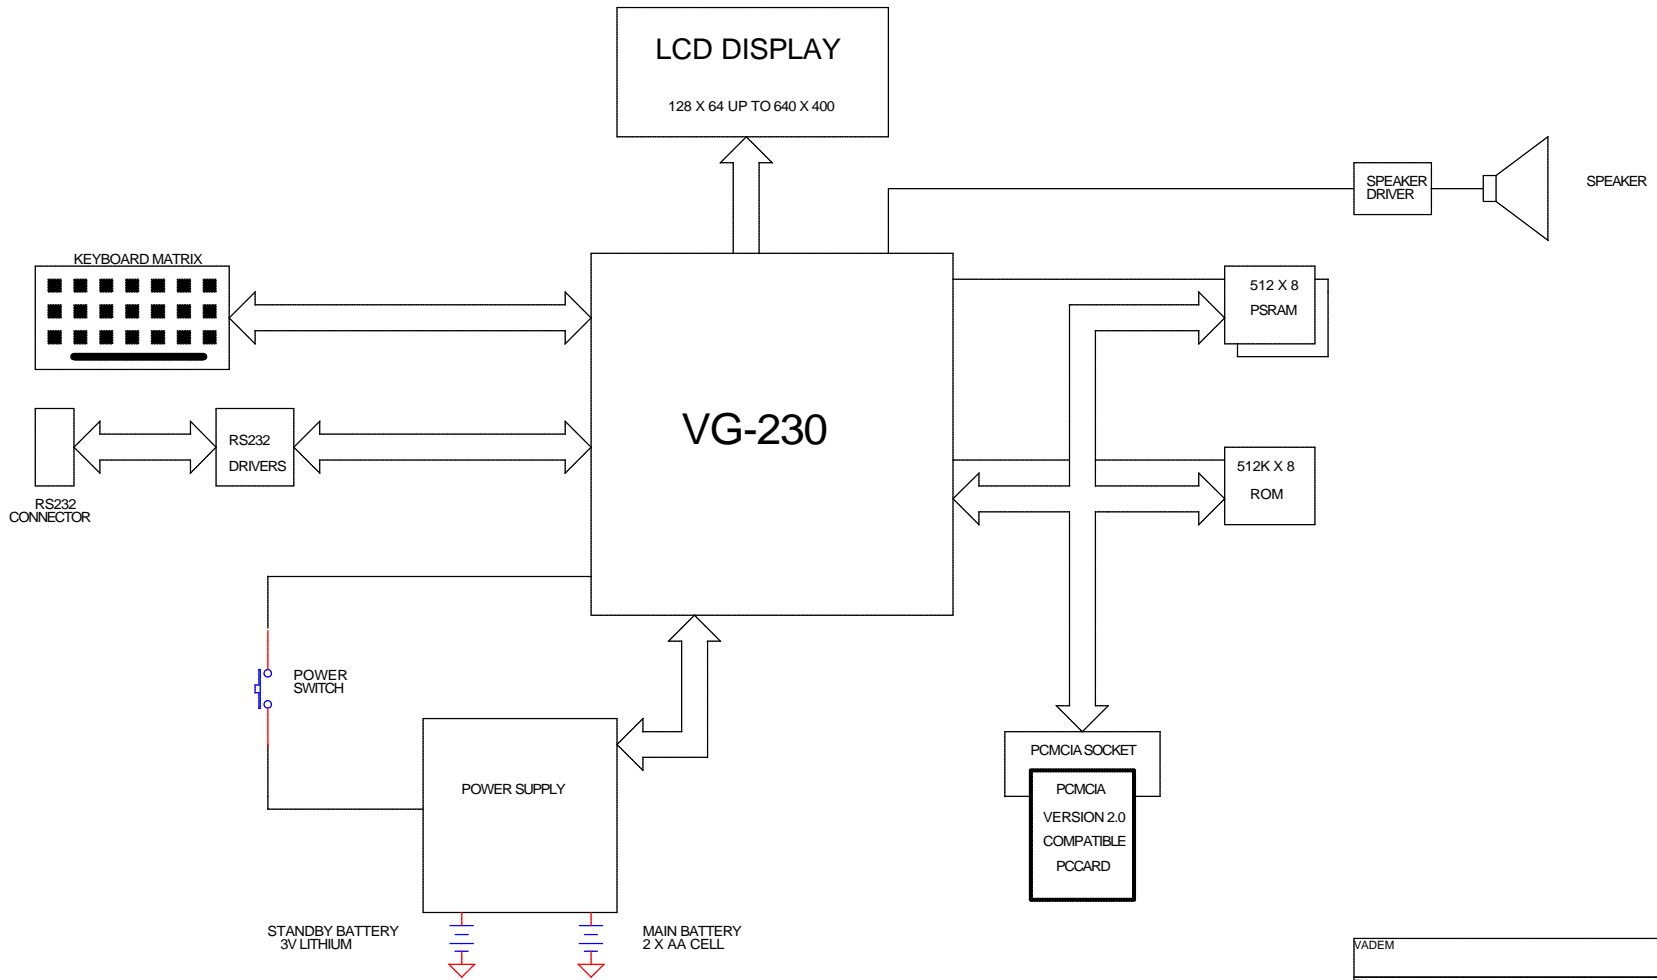 LCD DISPLAY
128 X 64 UP TO 640 X 400
SPEAKER
DRIVER
SPEAKER
KEYBOARD MATRIX
512 X 8
PSRAM
VG-230
RS232
DRIVERS
512K X 8
ROM
RS232
CONNECTOR
POWER
SWITCH
PCMCIA SOCKET
POWER SUPPLY
PCMCIA
VERSION 2.0
COMPATIBLE
PCCARD
STANDBY BATTERY
3V LITHIUM
MAIN BATTERY
2 X AA CELL
VADEM